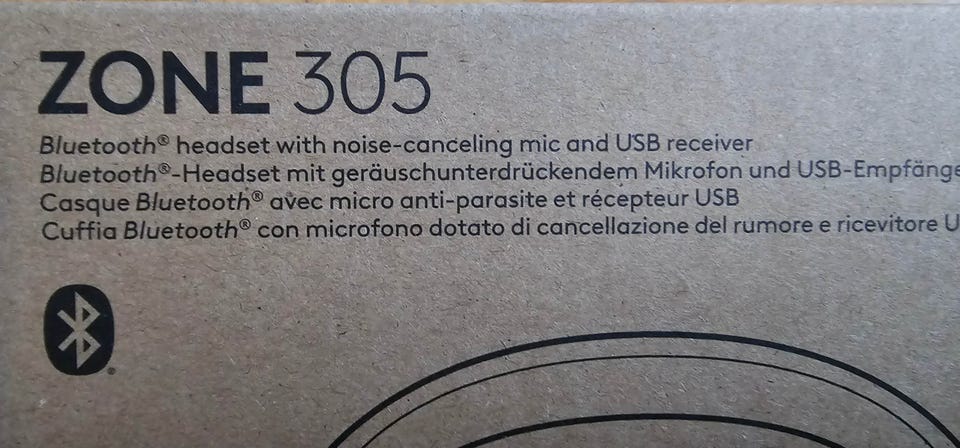 ZONE 305
Bluetooth® headset with noise-canceling mic and USB receiver
Bluetooth®-Headset mit geräuschunterdrückendem Mikrofon und USB-Empfänge
Casque Bluetooth® avec micro anti-parasite et récepteur USB
Cuffia Bluetooth® con microfono dotato di cancellazione del rumore e ricevitore U
®